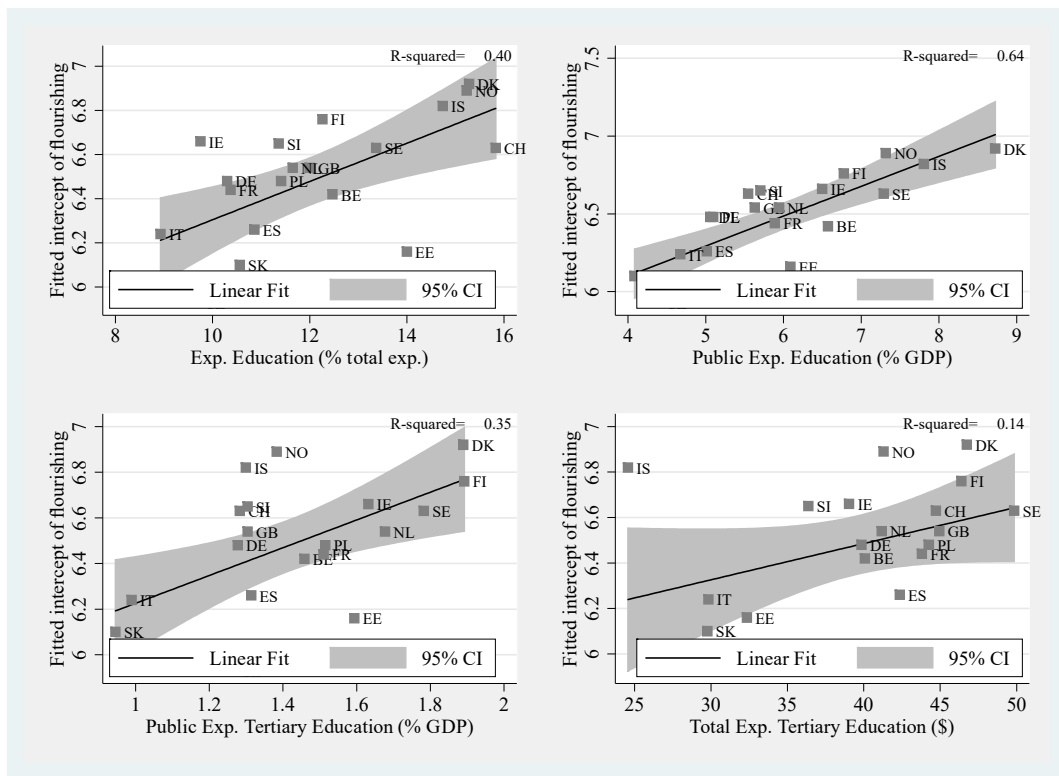 R-squared= 0.40
Fitted intercept of flourishing
7
6.8
6.6
6.4
6.2
6
DK
NO
IS
FI
IE
SI
SE
CH
NL
GB
DE
PL
FR
BE
IT
ES
EE
SK
Linear Fit
95% CI
8 10 12 14 16
Exp. Education (% total exp.)
R-squared= 0.64
Fitted intercept of flourishing
7.5
7
6.5
6
NO
DK
IS
FI
SI
CH
IE
SE
NL
FR
BE
IT
ES
EE
Linear Fit
95% CI
4 5 6 7 8 9
Public Exp. Education (% GDP)
R-squared= 0.35
Fitted intercept of flourishing
7
6.8
6.6
6.4
6.2
6
DK
NO
IS
FI
SI
CH
IE
SE
GB
NL
DE
PL
FR
BE
ES
IT
EE
SK
Linear Fit
95% CI
1 1.2 1.4 1.6 1.8 2
Public Exp. Tertiary Education (% GDP)
R-squared= 0.14
Fitted intercept of flourishing
7
6.8
6.6
6.4
6.2
6
DK
NO
IS
FI
SI
IE
CH
SE
NL
GB
DE
PL
BE
FR
IT
ES
EE
SK
Linear Fit
95% CI
25 30 35 40 45 50
Total Exp. Tertiary Education ($)